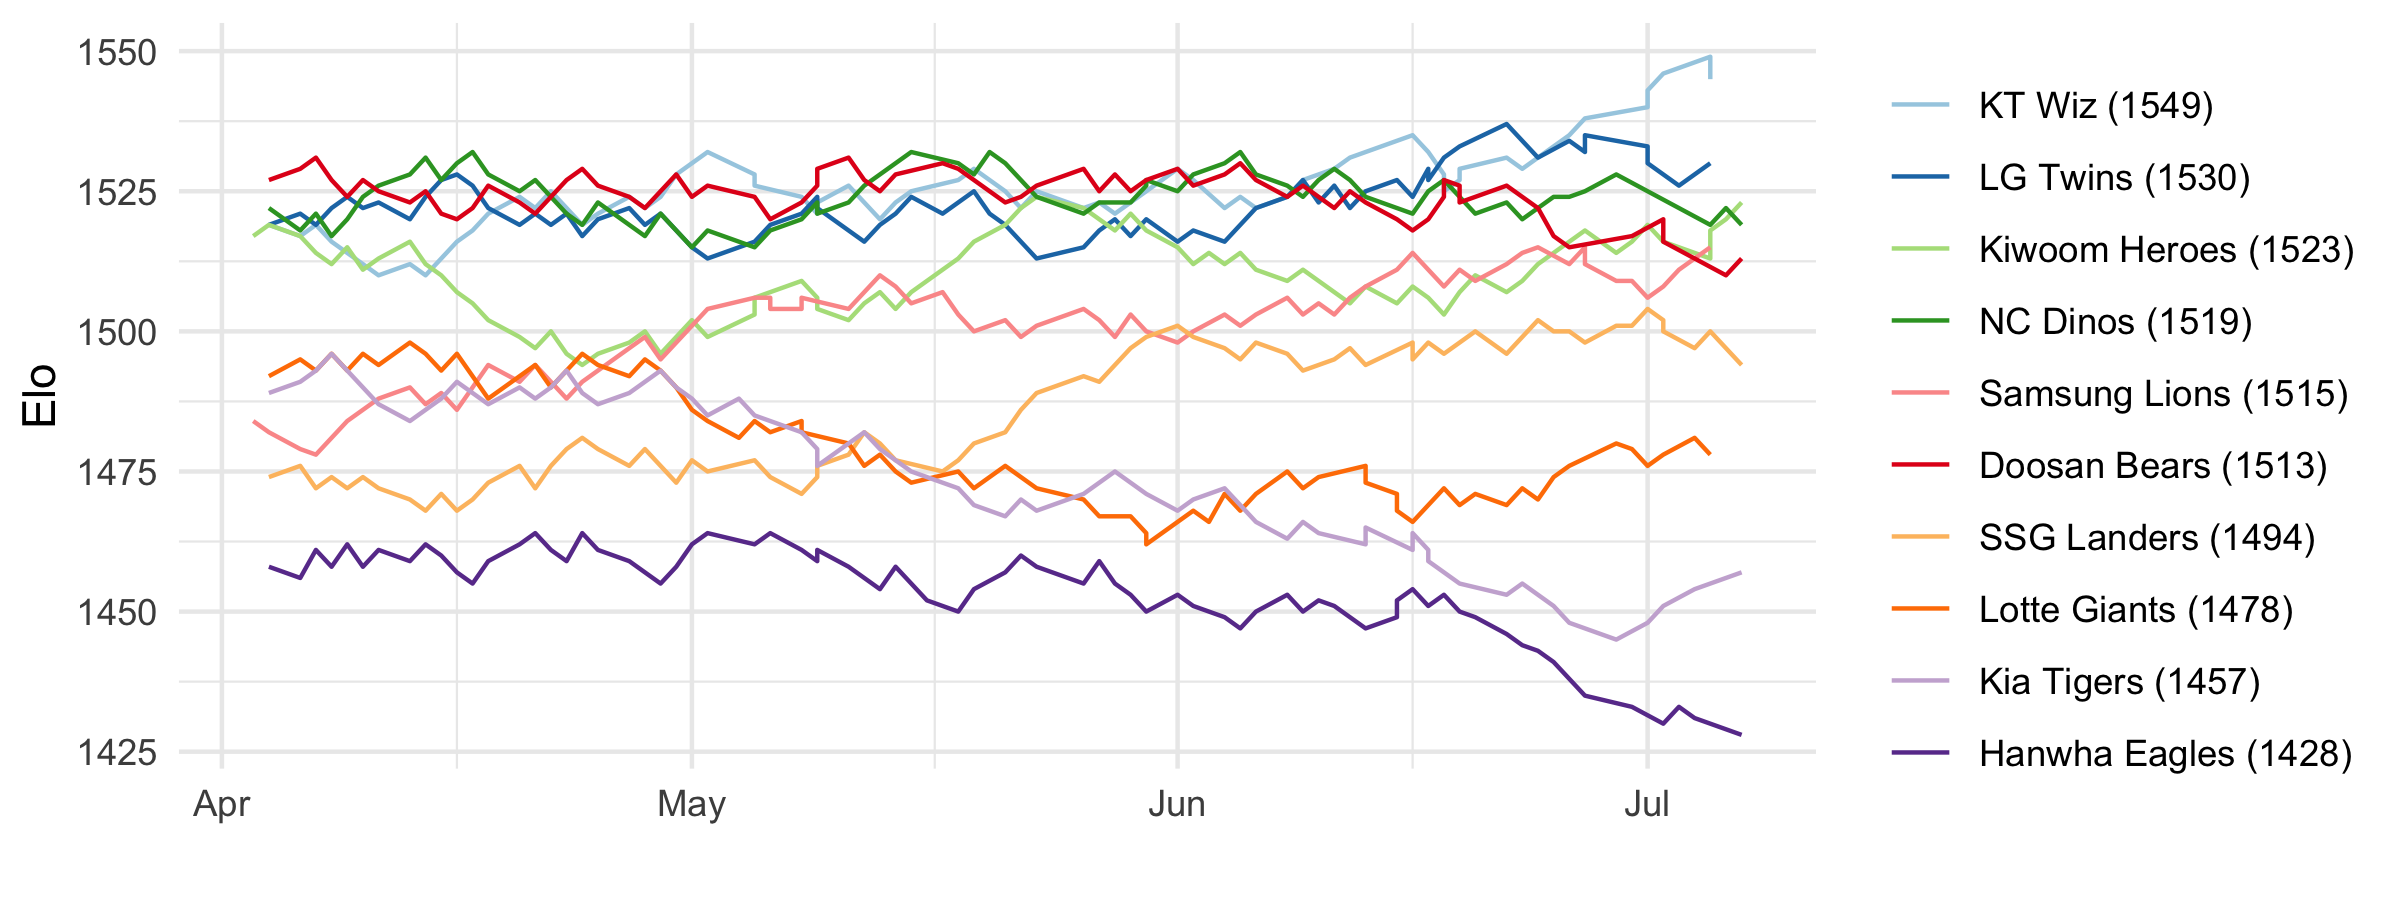 Elo
1550
1525
1500
1475
1450
1425
Apr May Jun Jul
KT Wiz (1549)
LG Twins (1530)
Kiwoom Heroes (1523)
NC Dinos (1519)
Samsung Lions (1515)
Doosan Bears (1513)
SSG Landers (1494)
Lotte Giants (1478)
Kia Tigers (1457)
Hanwha Eagles (1428)